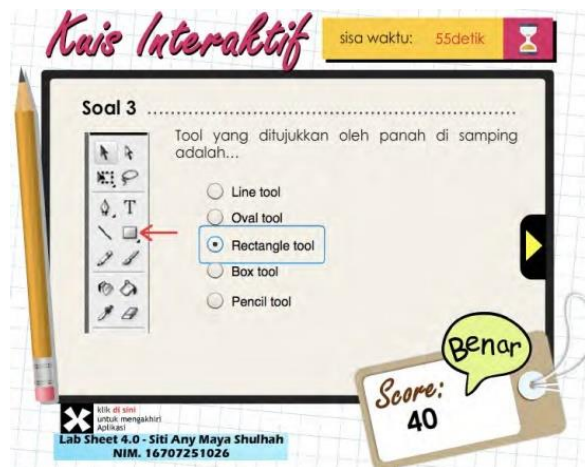 Kuis Interaktif
sisa waktu: 55detik
Soal 3
Tool yang ditujukkan oleh panah di samping
adalah...
T
Line tool
Oval tool
Rectangle tool
Box tool
Pencil tool
Benar
Score:
40
klik di sini
untuk mengakhiri
Aplikasi
Lab Sheet 4.0 - Siti Any Maya Shulhah
NIM. 16707251026